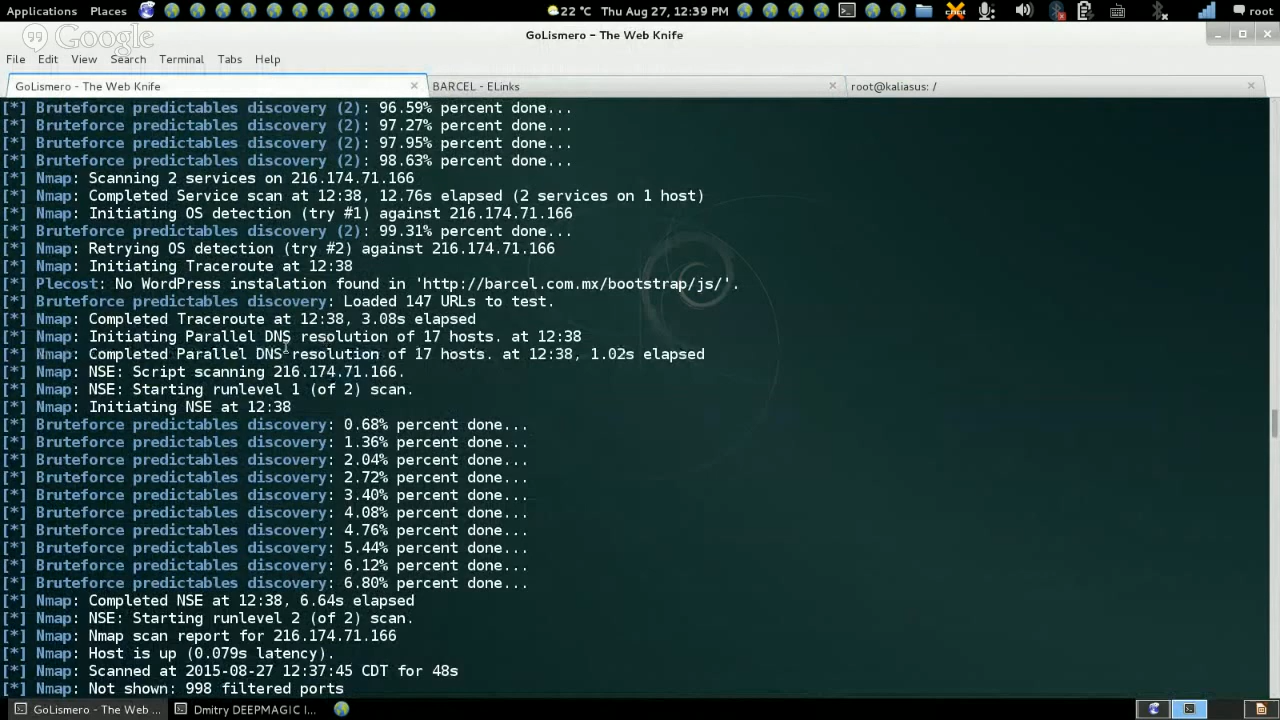 Applications Places 22 °C Thu Aug 27, 12:39 PM root
Google
GoLismero - The Web Knife
File Edit View Search Terminal Tabs Help
GoLismero - The Web Knife BARCEL - ELinks root@kaliasus: /
[*] Bruteforce predictables discovery (2): 96.59% percent done...
[*] Bruteforce predictables discovery (2): 97.27% percent done...
[*] Bruteforce predictables discovery (2): 97.95% percent done...
[*] Bruteforce predictables discovery (2): 98.63% percent done...
[*] Nmap: Scanning 2 services on 216.174.71.166
[*] Nmap: Completed Service scan at 12:38, 12.76s elapsed (2 services on 1 host)
[*] Nmap: Initiating OS detection (try #1) against 216.174.71.166
[*] Bruteforce predictables discovery (2): 99.31% percent done...
[*] Nmap: Retrying OS detection (try #2) against 216.174.71.166
[*] Nmap: Initiating Traceroute at 12:38
[*] Plecost: No WordPress instalation found in 'http://barcel.com.mx/bootstrap/js/'.
[*] Bruteforce predictables discovery: Loaded 147 URLs to test.
[*] Nmap: Completed Traceroute at 12:38, 3.08s elapsed
[*] Nmap: Initiating Parallel DNS resolution of 17 hosts. at 12:38
[*] Nmap: Completed Parallel DNS resolution of 17 hosts. at 12:38, 1.02s elapsed
[*] Nmap: NSE: Script scanning 216.174.71.166.
[*] Nmap: NSE: Starting runlevel 1 (of 2) scan.
[*] Nmap: Initiating NSE at 12:38
[*] Bruteforce predictables discovery: 0.68% percent done...
[*] Bruteforce predictables discovery: 1.36% percent done...
[*] Bruteforce predictables discovery: 2.04% percent done...
[*] Bruteforce predictables discovery: 2.72% percent done...
[*] Bruteforce predictables discovery: 3.40% percent done...
[*] Bruteforce predictables discovery: 4.08% percent done...
[*] Bruteforce predictables discovery: 4.76% percent done...
[*] Bruteforce predictables discovery: 5.44% percent done...
[*] Bruteforce predictables discovery: 6.12% percent done...
[*] Bruteforce predictables discovery: 6.80% percent done...
[*] Nmap: Completed NSE at 12:38, 6.64s elapsed
[*] Nmap: NSE: Starting runlevel 2 (of 2) scan.
[*] Nmap: Nmap scan report for 216.174.71.166
[*] Nmap: Host is up (0.079s latency).
[*] Nmap: Scanned at 2015-08-27 12:37:45 CDT for 48s
[*] Nmap: Not shown: 998 filtered ports
GoLismero - The Web ... Dmitry DEEPMAGIC I...